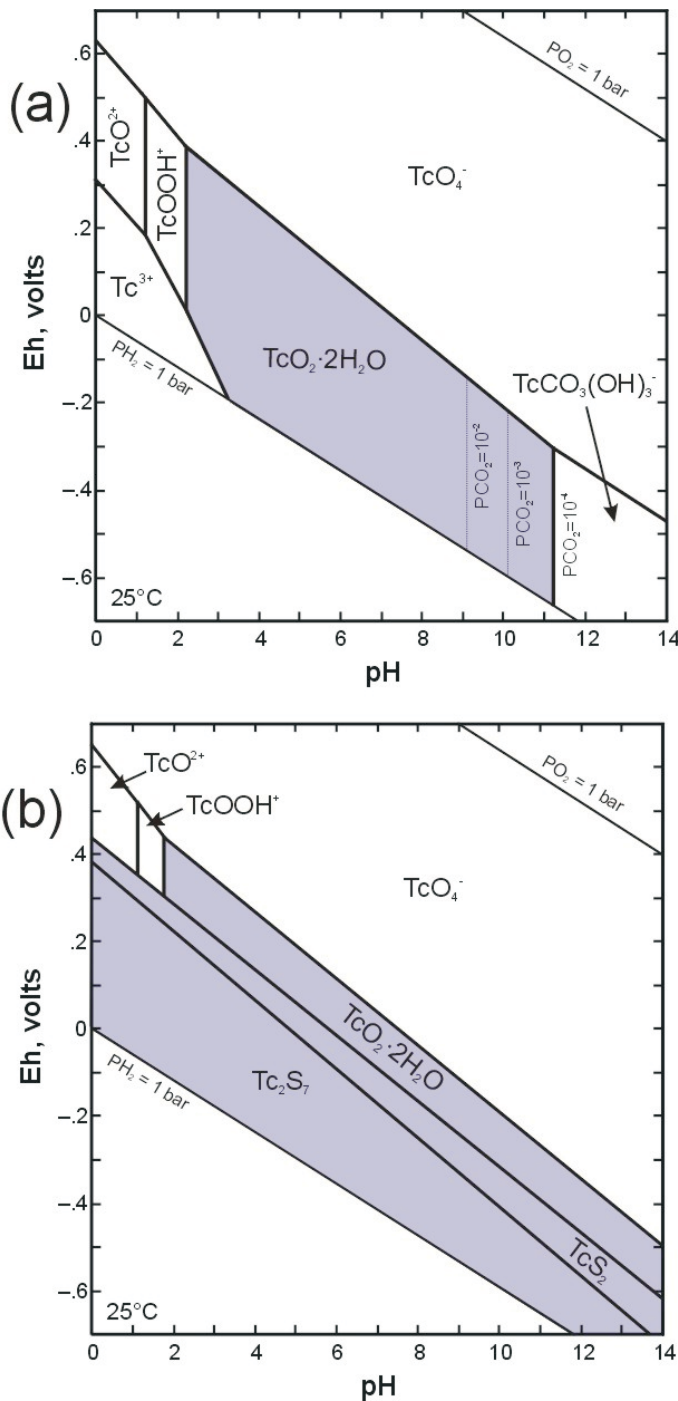 (a)
Eh, volts
.6
.4
.2
0
–.2
–.4
–.6
TcO²⁺
TcOOH⁺
Tc³⁺
PO₂ = 1 bar
TcO₄⁻
PH₂ = 1 bar
TcO₂·2H₂O
TcCO₃(OH)₃⁻
PCO₂=10⁻²
PCO₂=10⁻³
PCO₂=10⁻⁴
25°C
0 2 4 6 8 10 12 14
pH
(b)
Eh, volts
.6
.4
.2
0
–.2
–.4
–.6
TcO²⁺
TcOOH⁺
PO₂ = 1 bar
TcO₄⁻
TcO₂·2H₂O
PH₂ = 1 bar
Tc₂S₇
TcS₂
25°C
0 2 4 6 8 10 12 14
pH